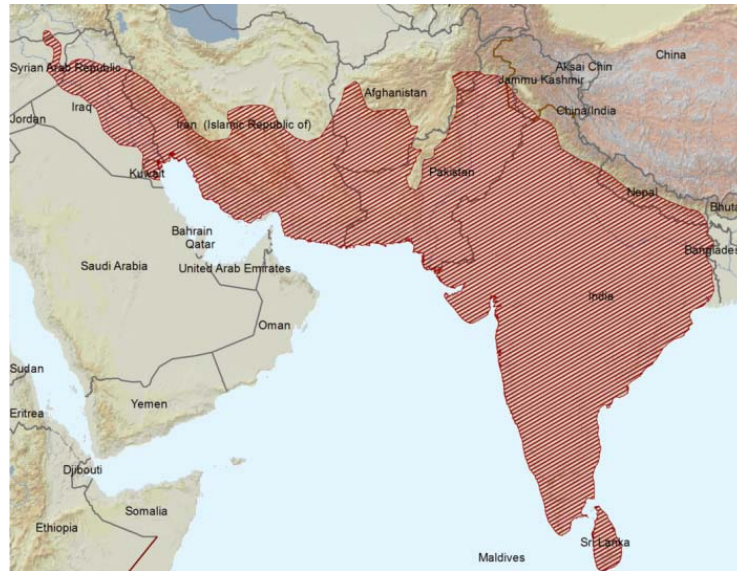 China
Aksai Chin
Syrian Arab Republic
Jammu Kashmir
Afghanistan
Iraq
China/India
Jordan
Iran (Islamic Republic of)
Kuwait
Pakistan
Nepal
Bhuta
Bahrain
Bangladesh
Qatar
Saudi Arabia
United Arab Emirates
India
Oman
Sudan
Yemen
Eritrea
Djibouti
Somalia
Ethiopia
Sri Lanka
Maldives